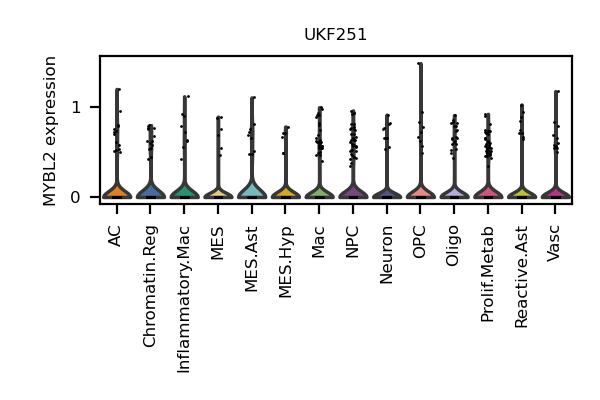 UKF251
MYBL2 expression
1
0
AC
Chromatin.Reg
Inflammatory.Mac
MES
MES.Ast
MES.Hyp
Mac
NPC
Neuron
OPC
Oligo
Prolif.Metab
Reactive.Ast
Vasc